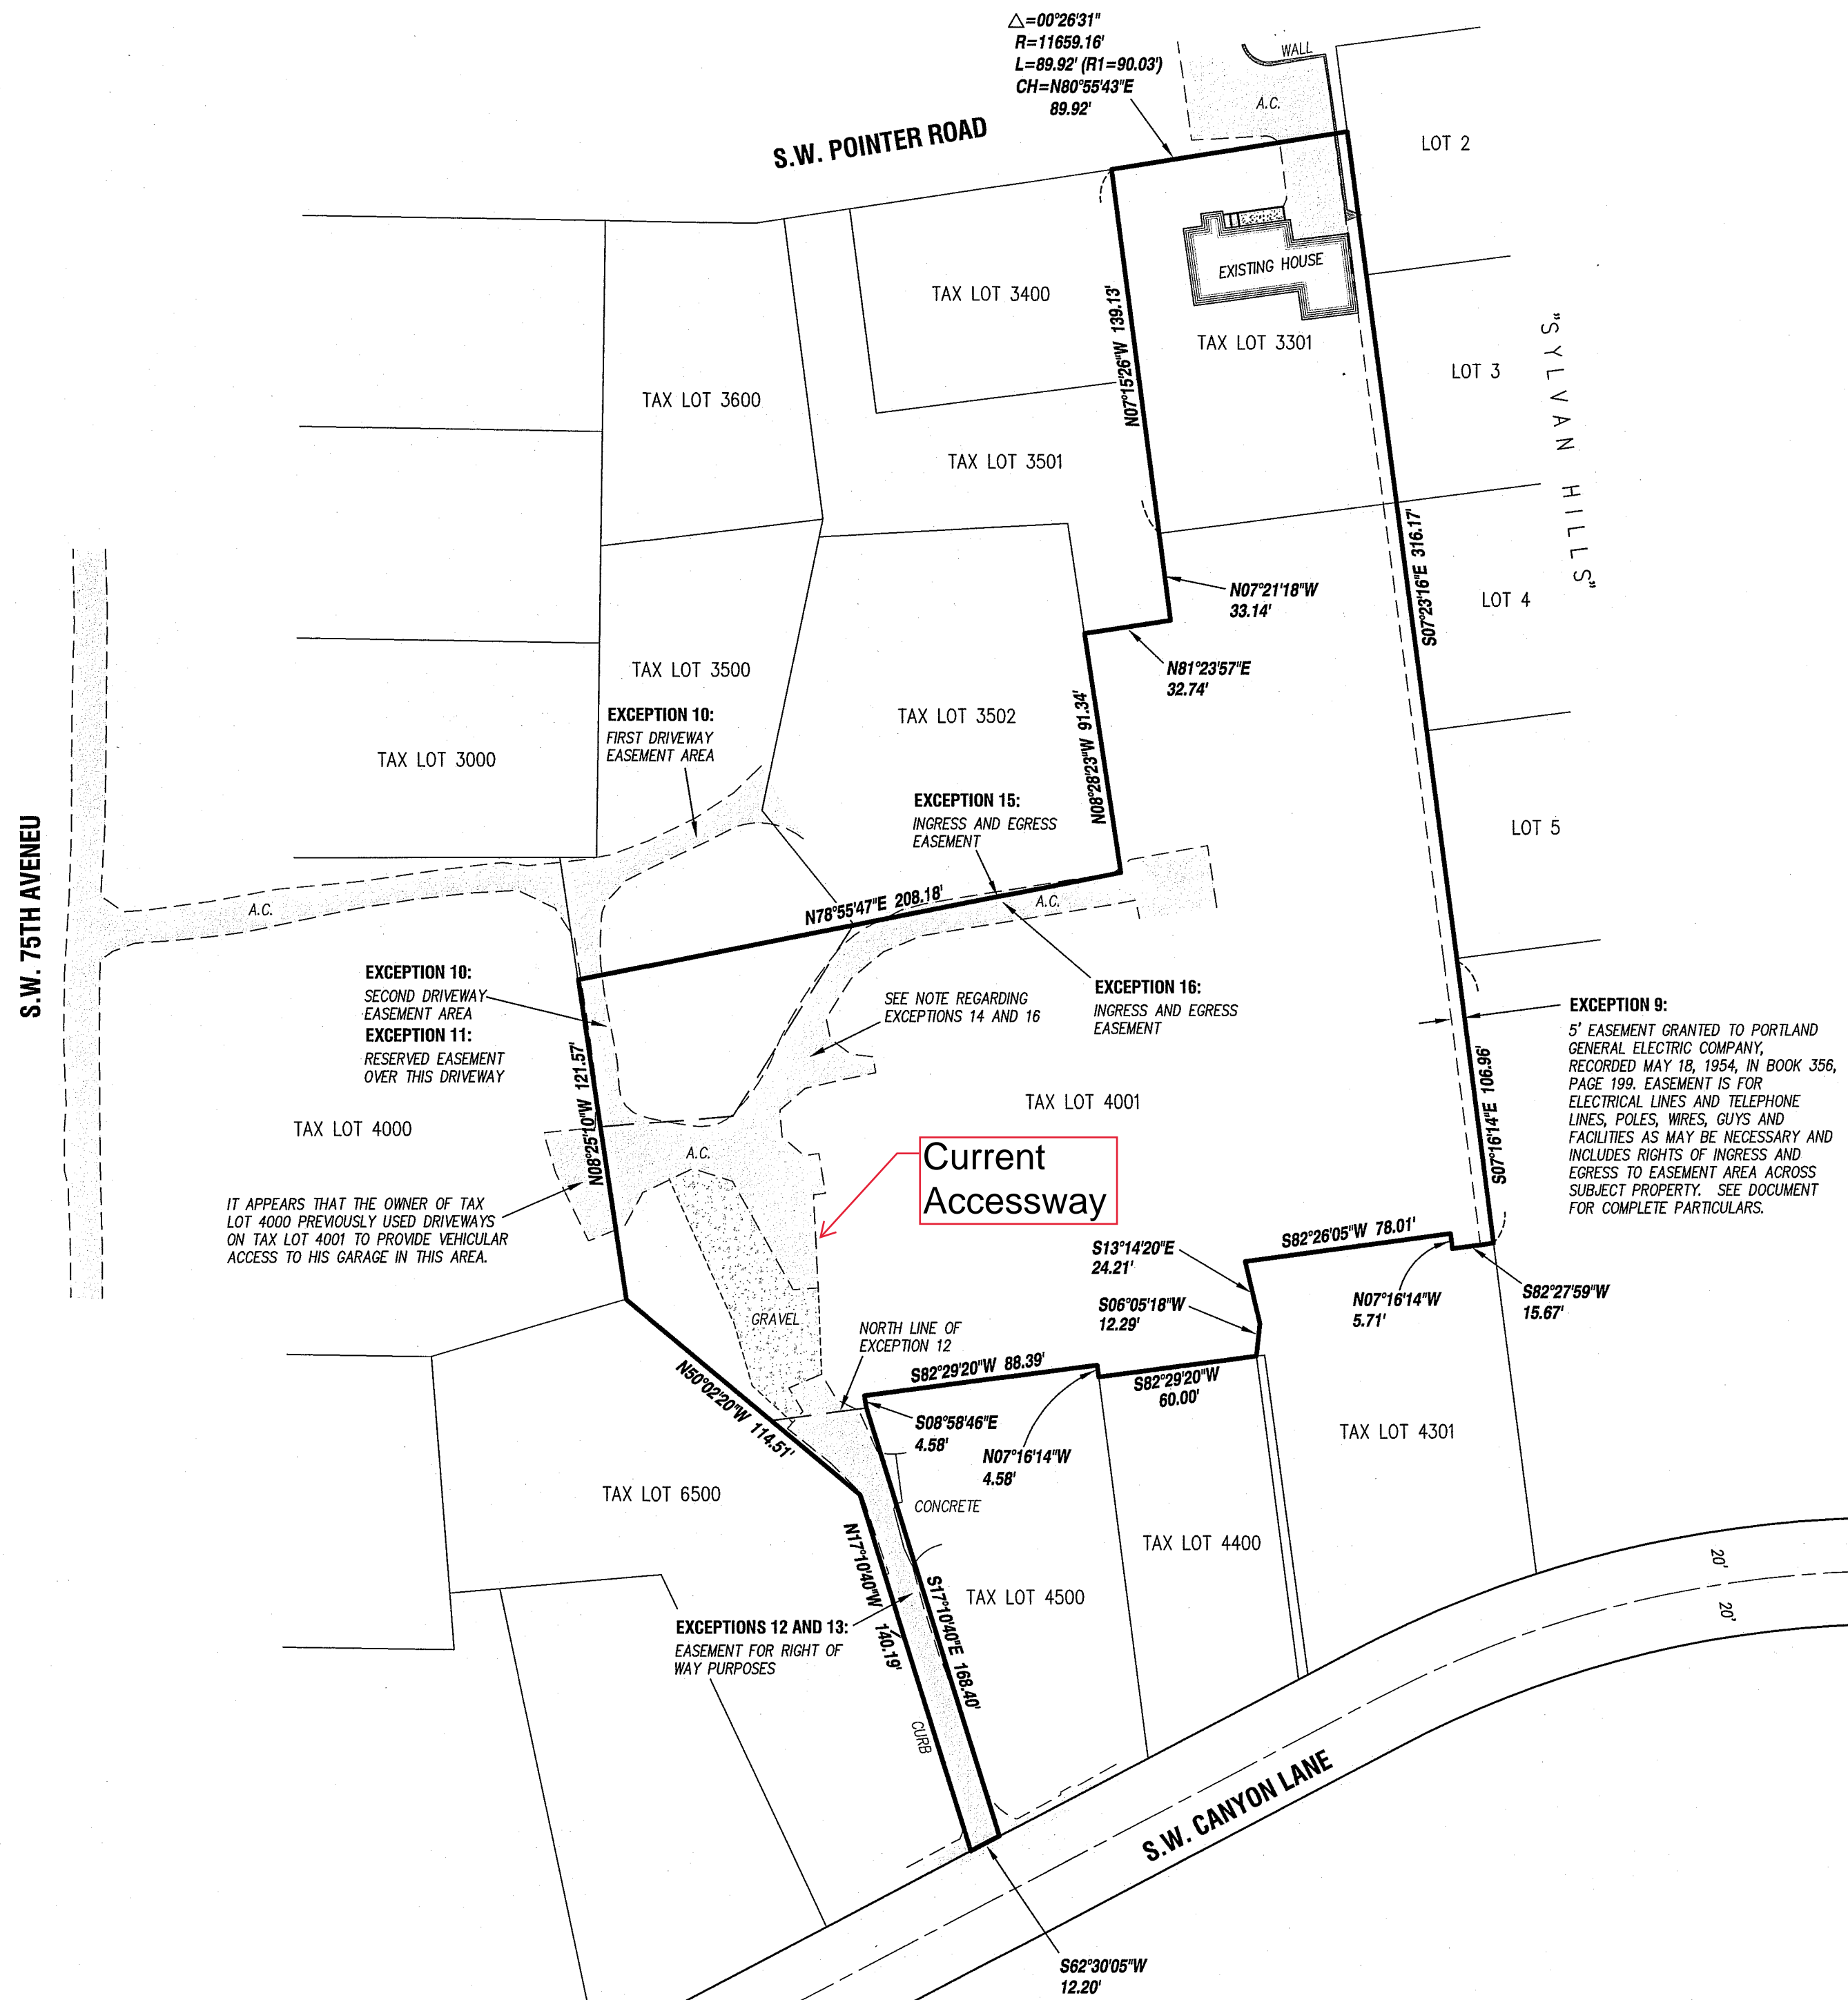 △=00°26'31"
R=11659.16'
L=89.92' (R1=90.03')
CH=N80°55'43"E
89.92'
WALL
A.C.
S.W. POINTER ROAD
LOT 2
EXISTING HOUSE
TAX LOT 3400
N07°15'26"W 139.13'
TAX LOT 3301
LOT 3
"SYLVAN HILLS"
TAX LOT 3600
TAX LOT 3501
S07°23'16"E 316.17'
N07°21'18"W
33.14'
LOT 4
N81°23'57"E
32.74'
TAX LOT 3500
EXCEPTION 10:
FIRST DRIVEWAY
EASEMENT AREA
TAX LOT 3502
N08°28'23"W 91.34'
TAX LOT 3000
S.W. 75TH AVENEU
EXCEPTION 15:
INGRESS AND EGRESS
EASEMENT
LOT 5
A.C.
N78°55'47"E 208.18'
A.C.
EXCEPTION 10:
SECOND DRIVEWAY
EASEMENT AREA
EXCEPTION 11:
RESERVED EASEMENT
OVER THIS DRIVEWAY
SEE NOTE REGARDING
EXCEPTIONS 14 AND 16
EXCEPTION 16:
INGRESS AND EGRESS
EASEMENT
EXCEPTION 9:
5' EASEMENT GRANTED TO PORTLAND
GENERAL ELECTRIC COMPANY,
RECORDED MAY 18, 1954, IN BOOK 356,
PAGE 199. EASEMENT IS FOR
ELECTRICAL LINES AND TELEPHONE
LINES, POLES, WIRES, GUYS AND
FACILITIES AS MAY BE NECESSARY AND
INCLUDES RIGHTS OF INGRESS AND
EGRESS TO EASEMENT AREA ACROSS
SUBJECT PROPERTY. SEE DOCUMENT
FOR COMPLETE PARTICULARS.
S07°16'14"E 106.96'
N08°25'10"W 121.57'
TAX LOT 4000
TAX LOT 4001
A.C.
Current
Accessway
IT APPEARS THAT THE OWNER OF TAX
LOT 4000 PREVIOUSLY USED DRIVEWAYS
ON TAX LOT 4001 TO PROVIDE VEHICULAR
ACCESS TO HIS GARAGE IN THIS AREA.
S82°26'05"W 78.01'
S13°14'20"E
24.21'
S06°05'18"W
12.29'
N07°16'14"W
5.71'
S82°27'59"W
15.67'
GRAVEL
NORTH LINE OF
EXCEPTION 12
N50°02'20"W 114.51'
S82°29'20"W 88.39'
S82°29'20"W
60.00'
S08°58'46"E
4.58'
N07°16'14"W
4.58'
TAX LOT 4301
TAX LOT 6500
CONCRETE
N17°10'40"W 140.19'
TAX LOT 4400
S17°10'40"E 168.40'
TAX LOT 4500
20'
20'
EXCEPTIONS 12 AND 13:
EASEMENT FOR RIGHT OF
WAY PURPOSES
CURB
S.W. CANYON LANE
S62°30'05"W
12.20'